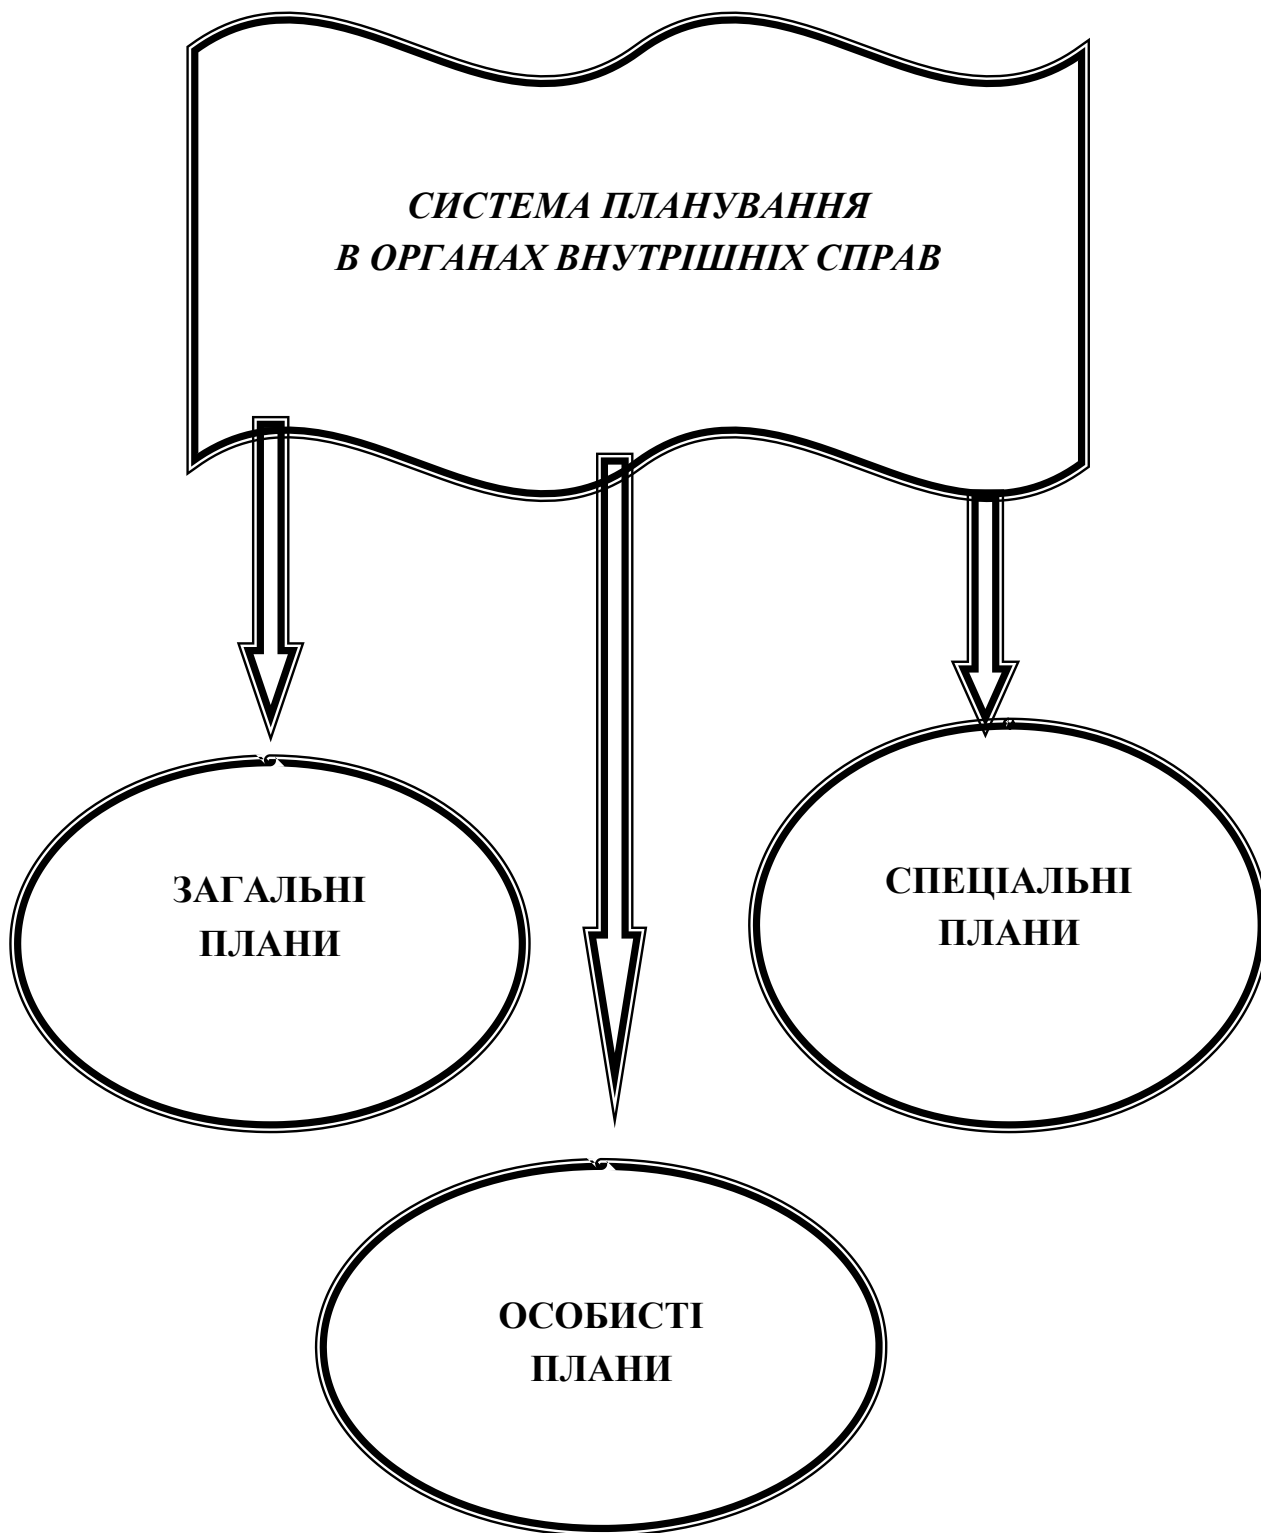 СИСТЕМА ПЛАНУВАННЯ
В ОРГАНАХ ВНУТРІШНІХ СПРАВ
ЗАГАЛЬНІ
ПЛАНИ
СПЕЦІАЛЬНІ
ПЛАНИ
ОСОБИСТІ
ПЛАНИ